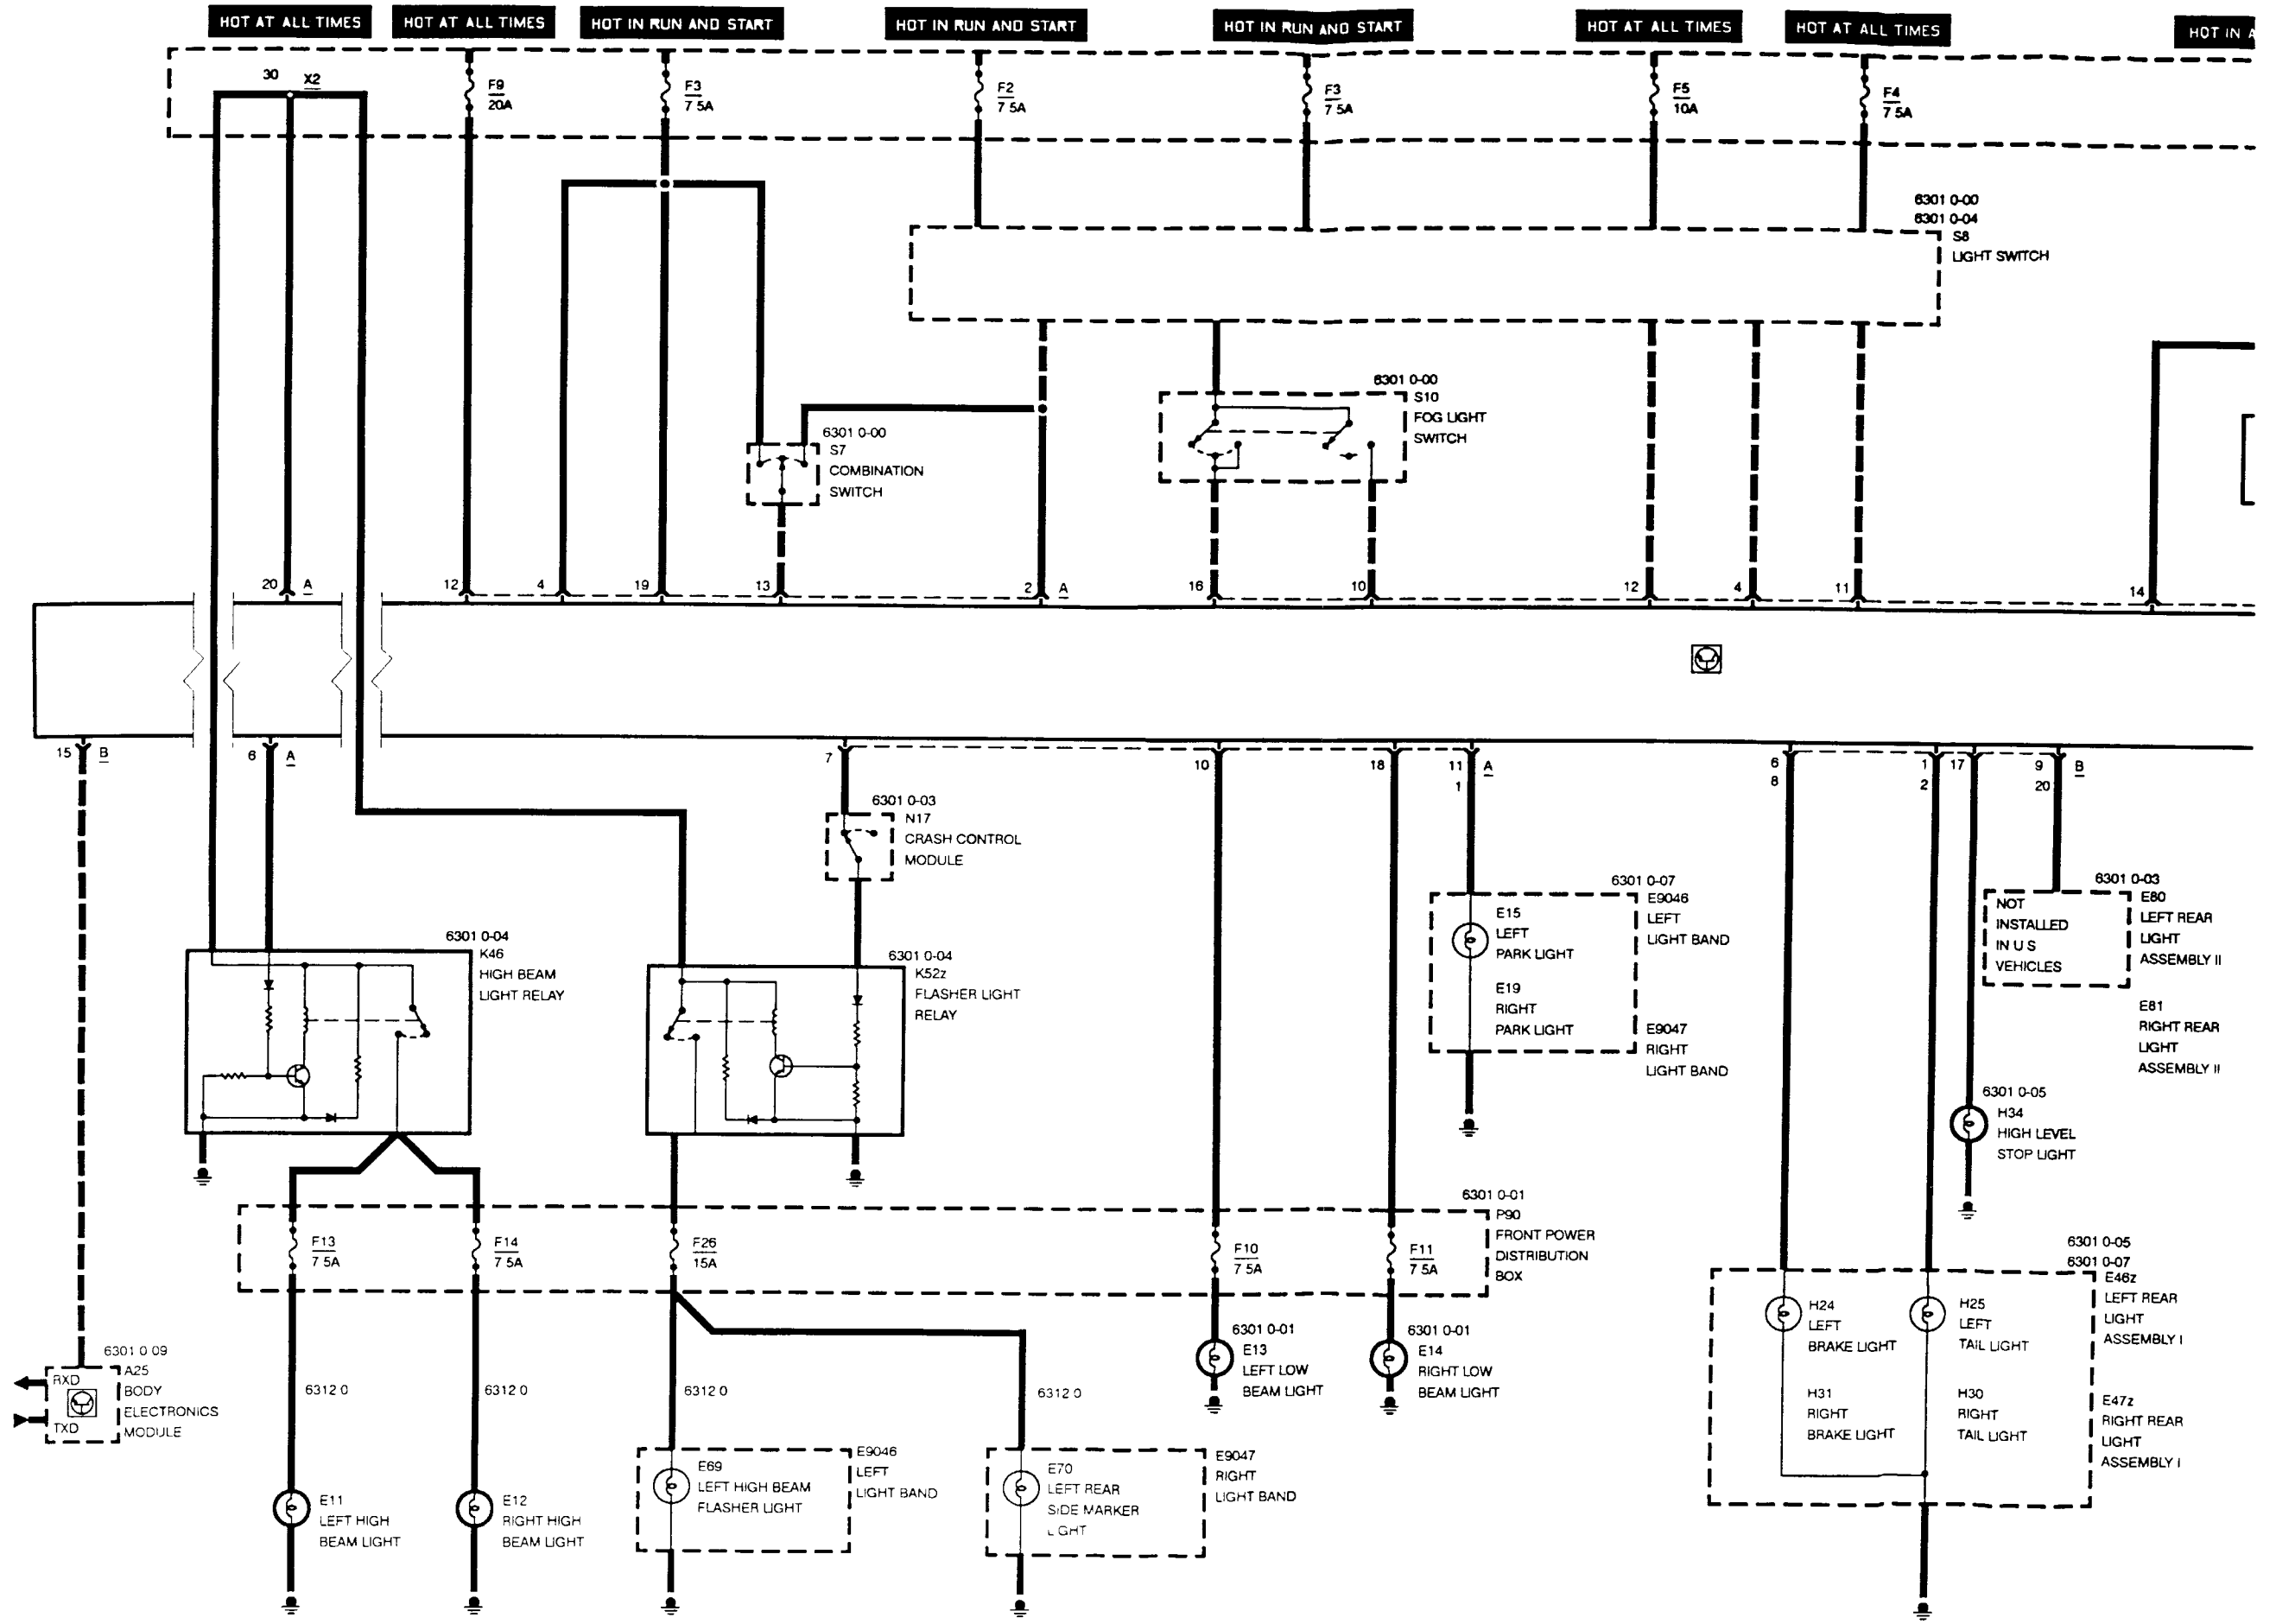 HOT AT ALL TIMES
HOT AT ALL TIMES
HOT IN RUN AND START
HOT IN RUN AND START
HOT IN RUN AND START
HOT AT ALL TIMES
HOT AT ALL TIMES
HOT IN A
30 X2
F9
20A
F3
7 5A
F2
7 5A
F3
7 5A
F5
10A
F4
7 5A
6301 0-00
6301 0-04
S8
LIGHT SWITCH
6301 0-00
S10
FOG LIGHT
SWITCH
6301 0-00
S7
COMBINATION
SWITCH
20 A
12
4
19
13
2 A
16
10
12
4
11
14
15 B
6 A
7
10
18
11 A
1
6
8
1
2
17
9 B
20
6301 0-03
N17
CRASH CONTROL
MODULE
6301 0-07
E9046
LEFT
LIGHT BAND
E15
LEFT
PARK LIGHT
E19
RIGHT
PARK LIGHT
E9047
RIGHT
LIGHT BAND
6301 0-03
NOT
INSTALLED
IN U S
VEHICLES
E80
LEFT REAR
LIGHT
ASSEMBLY II
E81
RIGHT REAR
LIGHT
ASSEMBLY II
6301 0-04
K46
HIGH BEAM
LIGHT RELAY
6301 0-04
K52z
FLASHER LIGHT
RELAY
6301 0-05
H34
HIGH LEVEL
STOP LIGHT
6301 0-01
P90
FRONT POWER
DISTRIBUTION
BOX
F13
7 5A
F14
7 5A
F26
15A
F10
7 5A
F11
7 5A
6301 0-05
6301 0-07
E46z
LEFT REAR
LIGHT
ASSEMBLY I
H24
LEFT
BRAKE LIGHT
H25
LEFT
TAIL LIGHT
H31
RIGHT
BRAKE LIGHT
H30
RIGHT
TAIL LIGHT
E47z
RIGHT REAR
LIGHT
ASSEMBLY I
6301 0-01
E13
LEFT LOW
BEAM LIGHT
6301 0-01
E14
RIGHT LOW
BEAM LIGHT
6301 0 09
A25
BODY
ELECTRONICS
MODULE
RXD
TXD
6312 0
6312 0
6312 0
6312 0
E9046
LEFT
LIGHT BAND
E69
LEFT HIGH BEAM
FLASHER LIGHT
E9047
RIGHT
LIGHT BAND
E70
LEFT REAR
SIDE MARKER
L GHT
E11
LEFT HIGH
BEAM LIGHT
E12
RIGHT HIGH
BEAM LIGHT